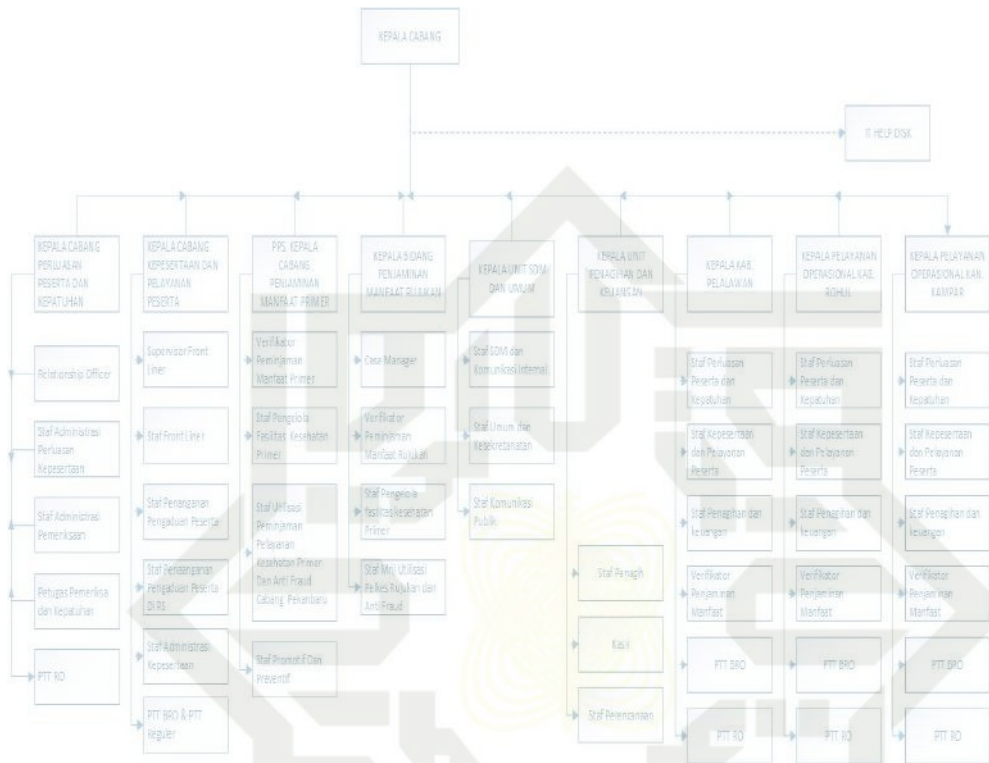 KEPALA CABANG
IT HELP DISK
KEPALA CABANG
PERLUASAN
PESERTA DAN
KEPATUHAN
Relationship Officer
Staf Administrasi
Perluasan
Kepesertaan
Staf Administrasi
Pemeriksaan
Petugas Pemeriksa
dan Kepatuhan
PTT RO
KEPALA CABANG
KEPESERTAAN DAN
PELAYANAN
PESERTA
Supervisor Front
Liner
Staf Front Liner
Staf Penanganan
Pengaduan Peserta
Staf Penaanganan
Pengaduan Peserta
Di RS
Staf Administrasi
Kepesertaan
PTT BRO & PTT
Reguler
PPS. KEPALA
CABANG
PENJAMINAN
MANFAAT PRIMER
Verifikator
Peminjaman
Manfaat Primer
Staf Pengelola
Fasilitas Kesehatan
Primer
Staf Utilisasi
Peminjaman
Pelayanan
Kesehatan Primer
Dan Anti Fraud
Cabang Pekanbaru
Staf Promotif Dan
Preventif
KEPALA BIDANG
PENJAMINAN
MANFAAT RUJUKAN
Case Manager
Verifikator
Peminjaman
Manfaat Rujukan
Staf Pengelola
fasilitas kesehatan
Primer
Staf Mnj Utilisasi
Pelkes Rujukan dan
Anti Fraud
KEPALA UNIT SDM
DAN UMUM
Staf SDM dan
Komunikasi Internal
Staf Umum dan
Kesekretariatan
Staf Komunikasi
Publik
KEPALA UNIT
PENAGIHAN DAN
KEUANGAN
Staf Penagih
Kasir
Staf Perencanaan
KEPALA KAB.
PELALAWAN
Staf Perluasan
Peserta dan
Kepatuhan
Staf Kepesertaan
dan Pelayanan
Peserta
Staf Penagihan dan
keuangan
Verifikator
Penjaminan
Manfaat
PTT BRO
PTT RO
KEPALA PELAYANAN
OPERASIONAL KAB.
ROHUL
Staf Perluasan
Peserta dan
Kepatuhan
Staf Kepesertaan
dan Pelayanan
Peserta
Staf Penagihan dan
keuangan
Verifikator
Penjaminan
Manfaat
PTT BRO
PTT RO
KEPALA PELAYANAN
OPERASIONAL KAN.
KAMPAR
Staf Perluasan
Peserta dan
Kepatuhan
Staf Kepesertaan
dan Pelayanan
Peserta
Staf Penagihan dan
keuangan
Verifikator
Penjaminan
Manfaat
PTT BRO
PTT RO